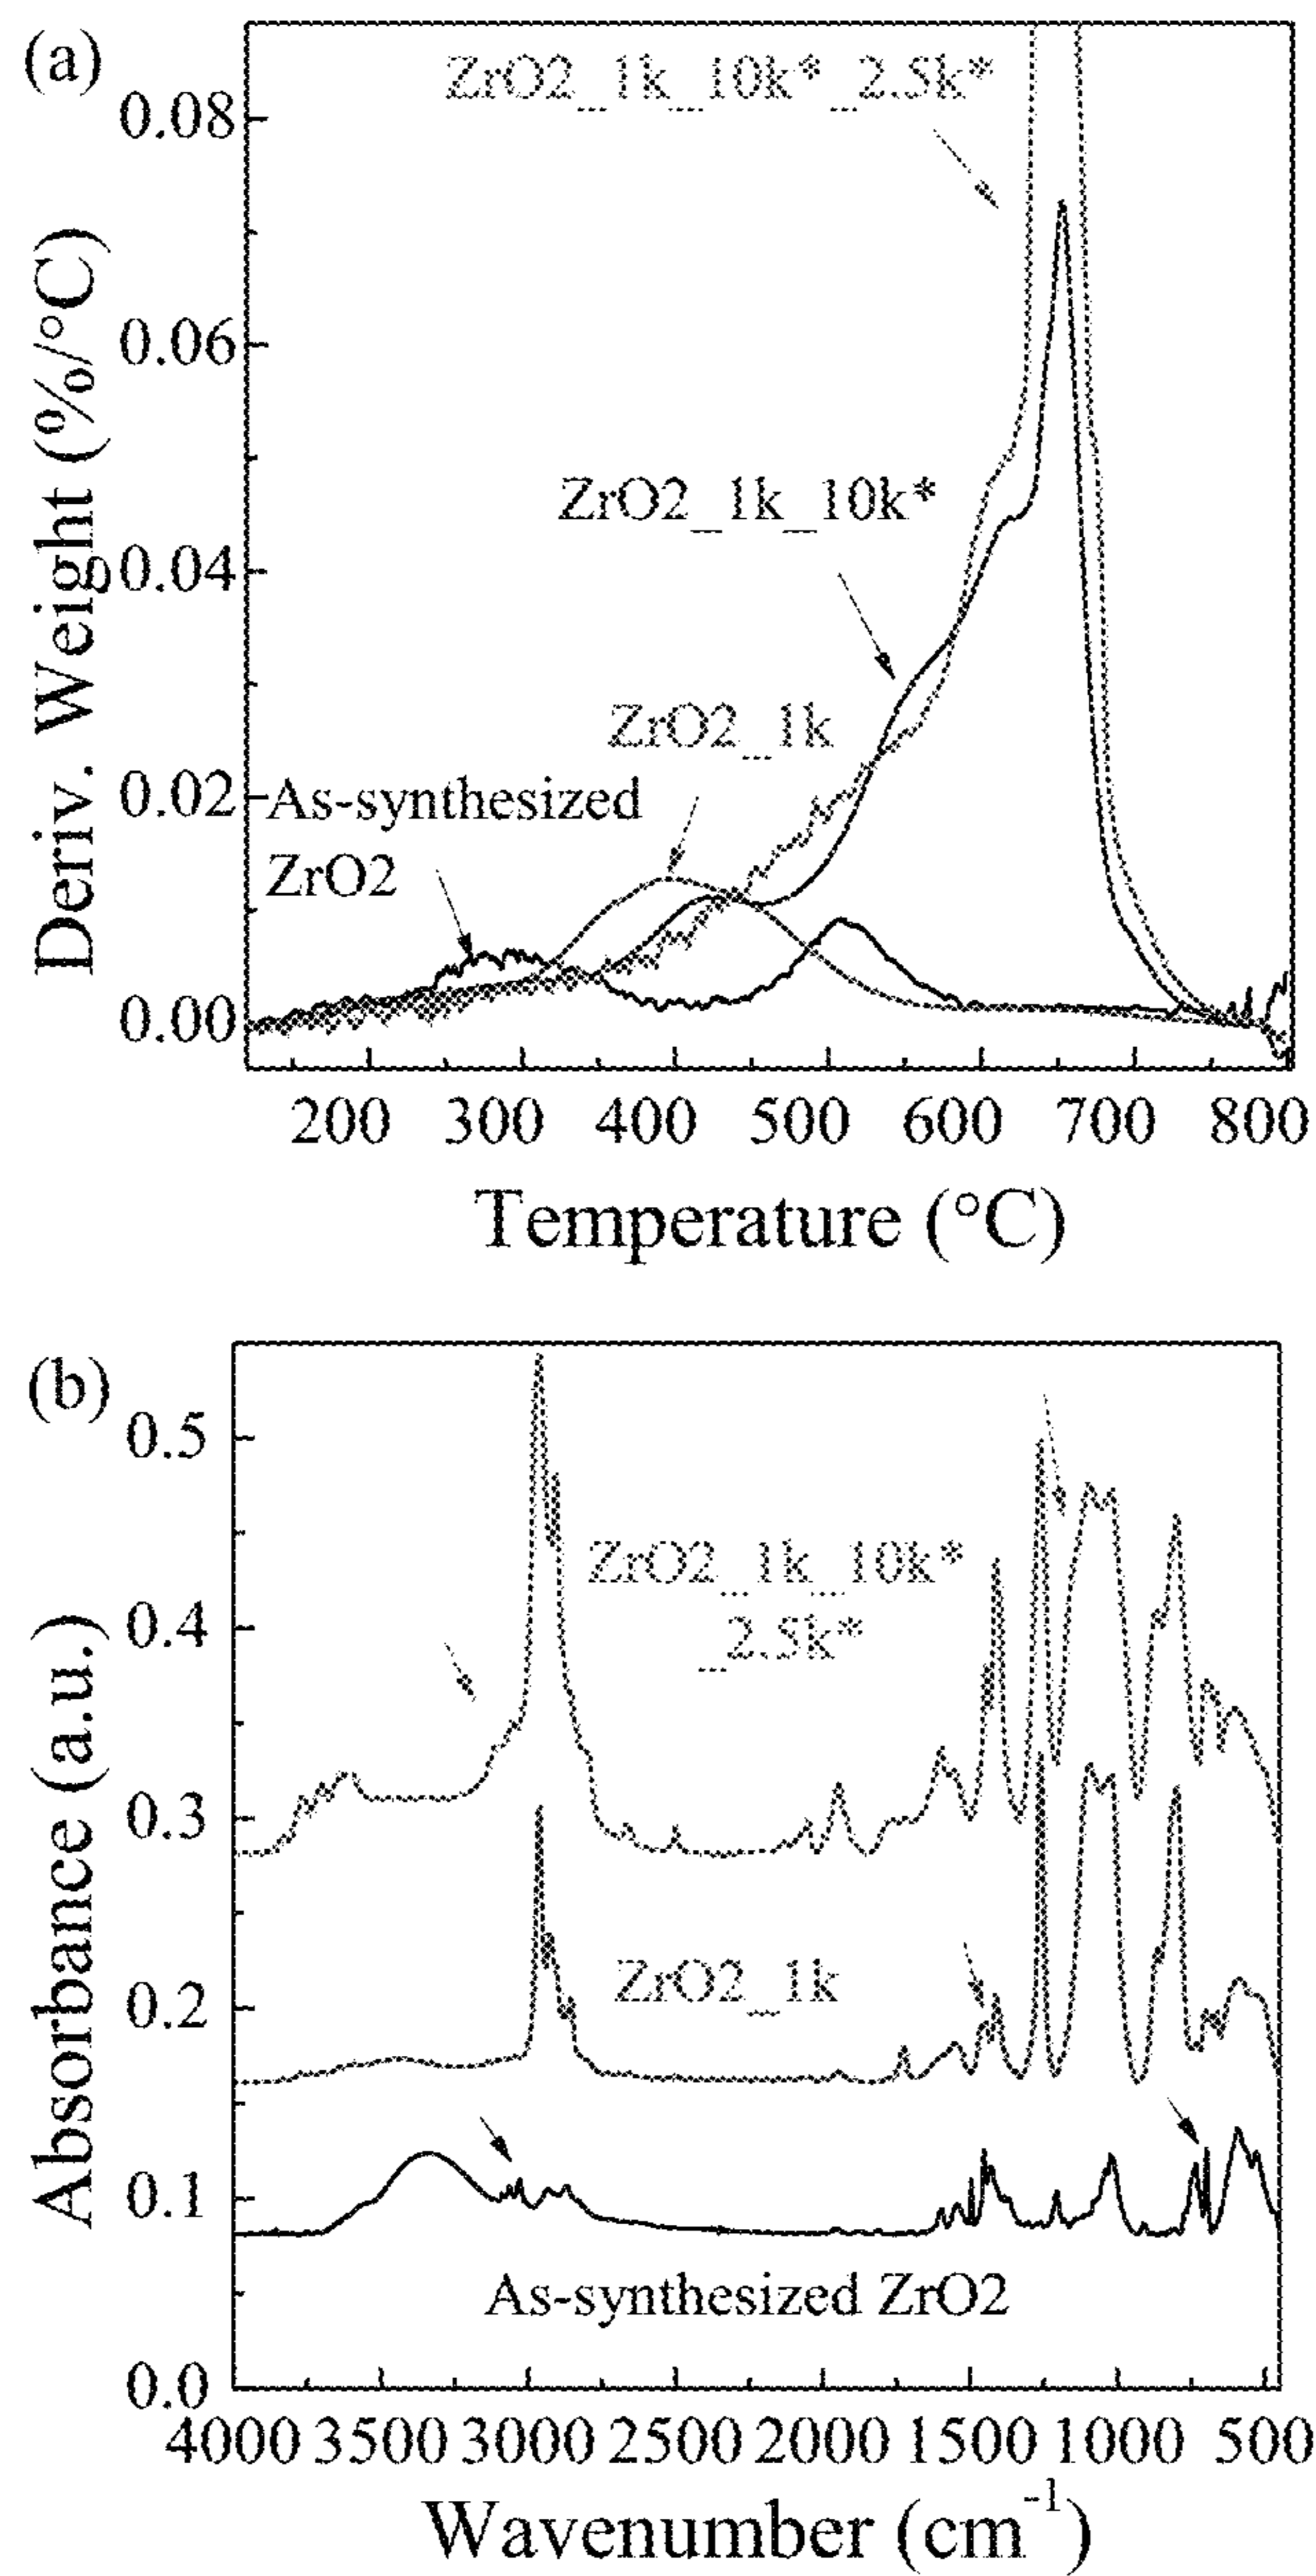 (a)
ZrO2_1k_10k*_2.5k*
ZrO2_1k_10k*
ZrO2_1k
As-synthesized
ZrO2
0.08
0.06
0.04
0.02
0.00
Deriv. Weight (%/°C)
200 300 400 500 600 700 800
Temperature (°C)
(b)
ZrO2_1k_10k*
_2.5k*
ZrO2_1k
As-synthesized ZrO2
0.5
0.4
0.3
0.2
0.1
0.0
Absorbance (a.u.)
4000 3500 3000 2500 2000 1500 1000 500
Wavenumber (cm⁻¹)